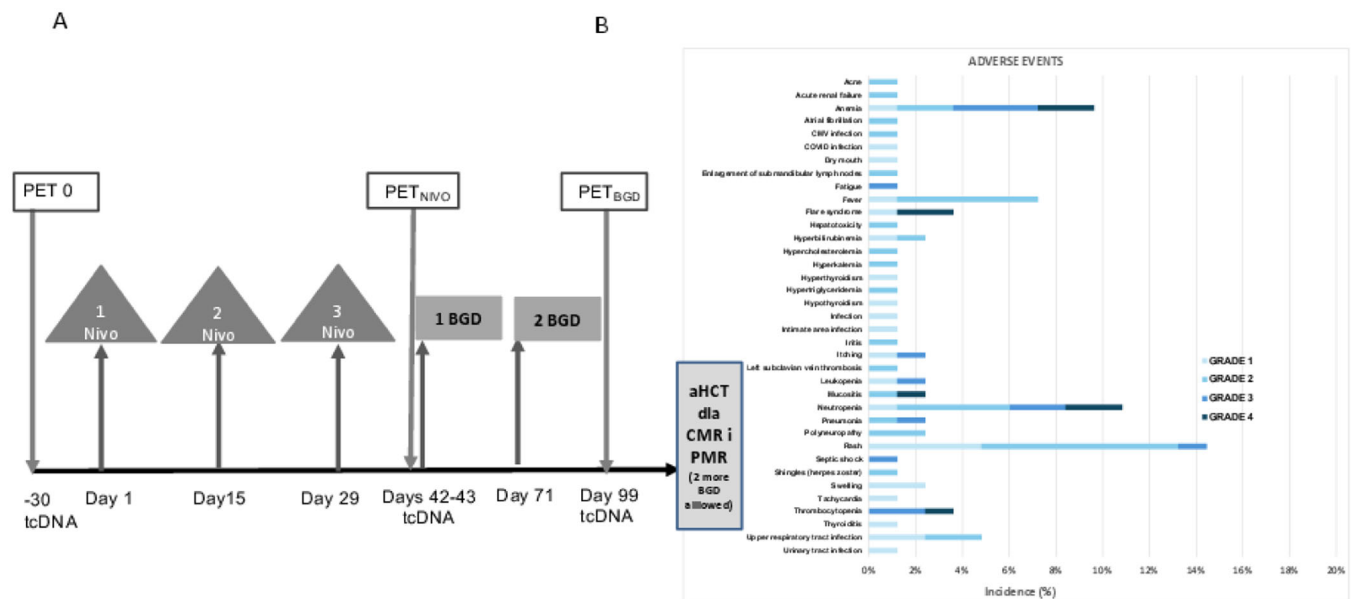 A
PET 0
PET_NIVO
PET_BGD
1
Nivo
2
Nivo
3
Nivo
1 BGD
2 BGD
-30
tcDNA
Day 1
Day15
Day 29
Days 42-43
tcDNA
Day 71
Day 99
tcDNA
aHCT
dla
CMR i
PMR
(2 more
BGD
alllowed)
B
ADVERSE EVENTS
Acne
Acute renal failure
Anemia
Atrial fibrillation
CMV infection
COVID infection
Dry mouth
Enlargement of submandibular lymph nodes
Fatigue
Fever
Flare syndrome
Hepatotoxicity
Hyperbilirubinemia
Hypercholesterolemia
Hyperkalemia
Hyperthyroidism
Hypertriglyceridemia
Hypothyroidism
Infection
Intimate area infection
Iritis
Itching
Left subclavian vein thrombosis
Leukopenia
Mucositis
Neutropenia
Pneumonia
Polyneuropathy
Rash
Septic shock
Shingles (herpes zoster)
Swelling
Tachycardia
Thrombocytopenia
Thyroiditis
Upper respiratory tract infection
Urinary tract infection
GRADE 1
GRADE 2
GRADE 3
GRADE 4
0% 2% 4% 6% 8% 10% 12% 14% 16% 18% 20%
Incidence (%)